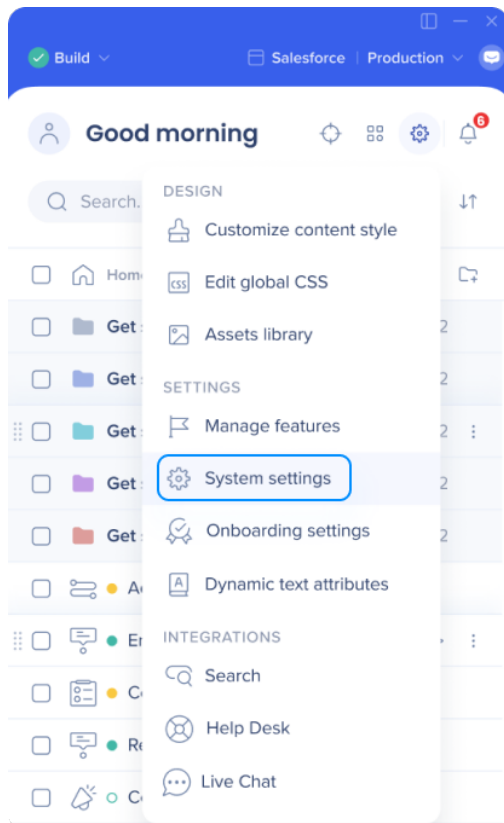 Build
Salesforce Production
Good morning
6
Search.
DESIGN
Customize content style
Home
CSS Edit global CSS
Get 2
Assets library
Get 2
SETTINGS
Get 2
Manage features
Get 2
System settings
Get 2
Onboarding settings
A Dynamic text attributes
INTEGRATIONS
Search
Help Desk
Live Chat